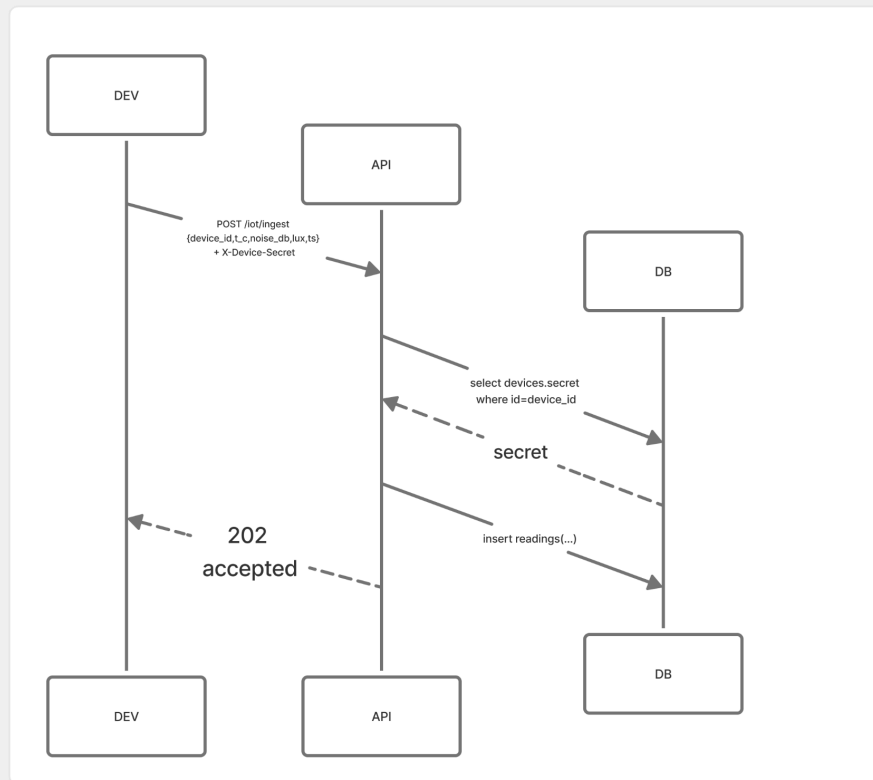 DEV
API
POST /iot/ingest
{device_id,t_c,noise_db,lux,ts}
+ X-Device-Secret
DB
select devices.secret
where id=device_id
secret
202
accepted
insert readings(...)
DB
DEV
API